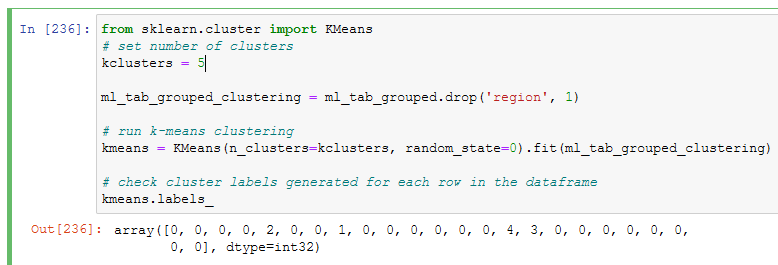 In [236]: from sklearn.cluster import KMeans
# set number of clusters
kclusters = 5
ml_tab_grouped_clustering = ml_tab_grouped.drop('region', 1)
# run k-means clustering
kmeans = KMeans(n_clusters=kclusters, random_state=0).fit(ml_tab_grouped_clustering)
# check cluster labels generated for each row in the dataframe
kmeans.labels_
Out[236]: array([0, 0, 0, 0, 2, 0, 0, 1, 0, 0, 0, 0, 0, 0, 4, 3, 0, 0, 0, 0, 0, 0,
0, 0], dtype=int32)